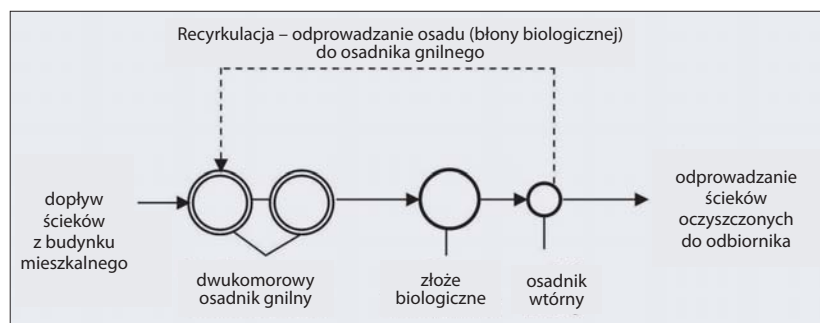 Recyrkulacja – odprowadzanie osadu (błony biologicznej)
do osadnika gnilnego
dopływ
ścieków
z budynku
mieszkalnego
dwukomorowy
osadnik gnilny
złoże
biologiczne
osadnik
wtórny
odprowadzanie
ścieków
oczyszczonych
do odbiornika